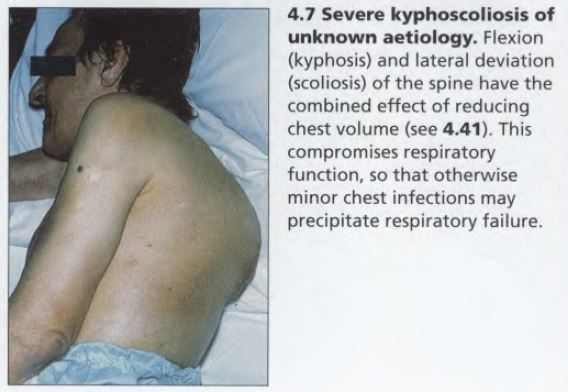 4.7 Severe kyphoscoliosis of
unknown aetiology. Flexion
(kyphosis) and lateral deviation
(scoliosis) of the spine have the
combined effect of reducing
chest volume (see 4.41). This
compromises respiratory
function, so that otherwise
minor chest infections may
precipitate respiratory failure.